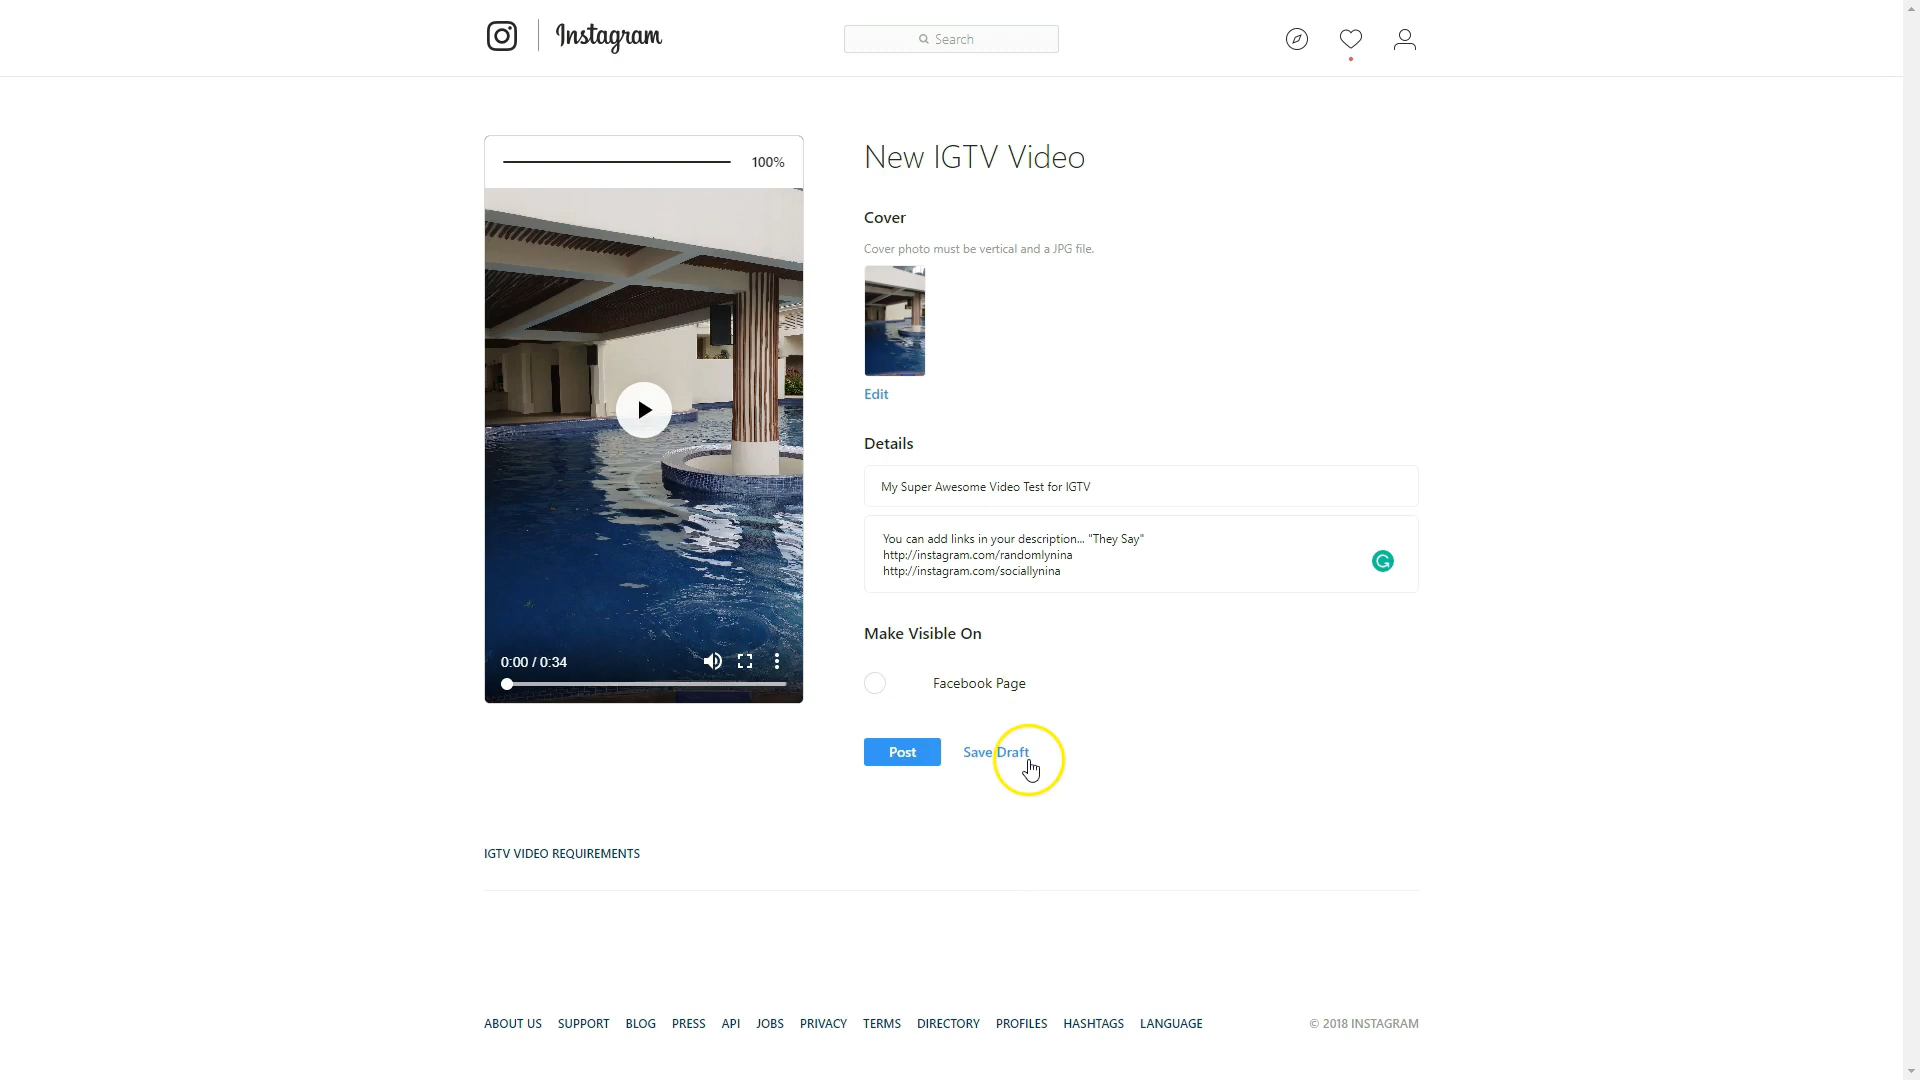 Instagram
Search
100%
New IGTV Video
Cover
Cover photo must be vertical and a JPG file.
Edit
Details
My Super Awesome Video Test for IGTV
You can add links in your description... "They Say"
http://instagram.com/randomlynina
http://instagram.com/sociallynina
Make Visible On
0:00 / 0:34
Facebook Page
Post
Save Draft
IGTV VIDEO REQUIREMENTS
ABOUT US SUPPORT BLOG PRESS API JOBS PRIVACY TERMS DIRECTORY PROFILES HASHTAGS LANGUAGE
© 2018 INSTAGRAM